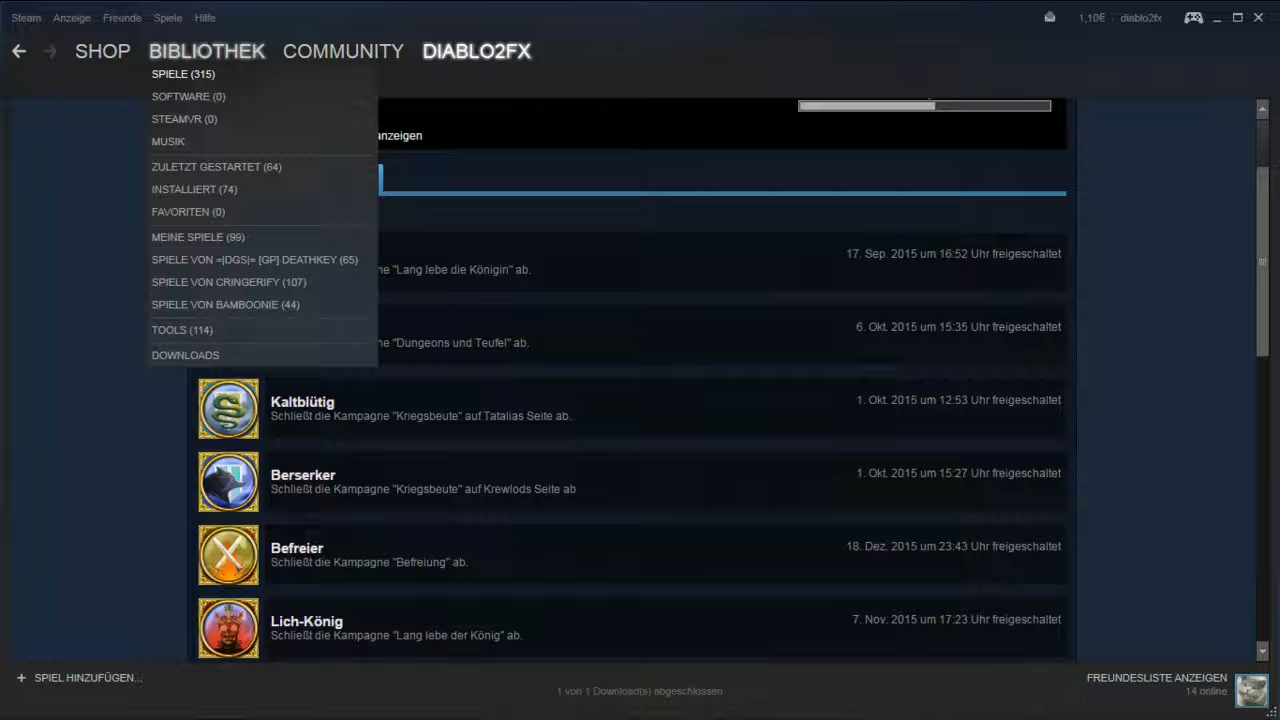 Steam Anzeige Freunde Spiele Hilfe
1,10€ diablo2fx
SHOP BIBLIOTHEK COMMUNITY DIABLO2FX
SPIELE (315)
SOFTWARE (0)
STEAMVR (0)
MUSIK
ZULETZT GESTARTET (64)
INSTALLIERT (74)
FAVORITEN (0)
MEINE SPIELE (99)
SPIELE VON =|DGS|= [GP] DEATHKEY (65)
SPIELE VON CRINGERIFY (107)
SPIELE VON BAMBOONIE (44)
TOOLS (114)
DOWNLOADS
anzeigen
17. Sep. 2015 um 16:52 Uhr freigeschaltet
ne "Lang lebe die Königin" ab.
6. Okt. 2015 um 15:35 Uhr freigeschaltet
ne "Dungeons und Teufel" ab.
Kaltblütig
1. Okt. 2015 um 12:53 Uhr freigeschaltet
Schließt die Kampagne "Kriegsbeute" auf Tatalias Seite ab.
Berserker
1. Okt. 2015 um 15:27 Uhr freigeschaltet
Schließt die Kampagne "Kriegsbeute" auf Krewlods Seite ab
Befreier
18. Dez. 2015 um 23:43 Uhr freigeschaltet
Schließt die Kampagne "Befreiung" ab.
Lich-König
7. Nov. 2015 um 17:23 Uhr freigeschaltet
Schließt die Kampagne "Lang lebe der König" ab.
+ SPIEL HINZUFÜGEN...
1 von 1 Download(s) abgeschlossen
FREUNDESLISTE ANZEIGEN
14 online